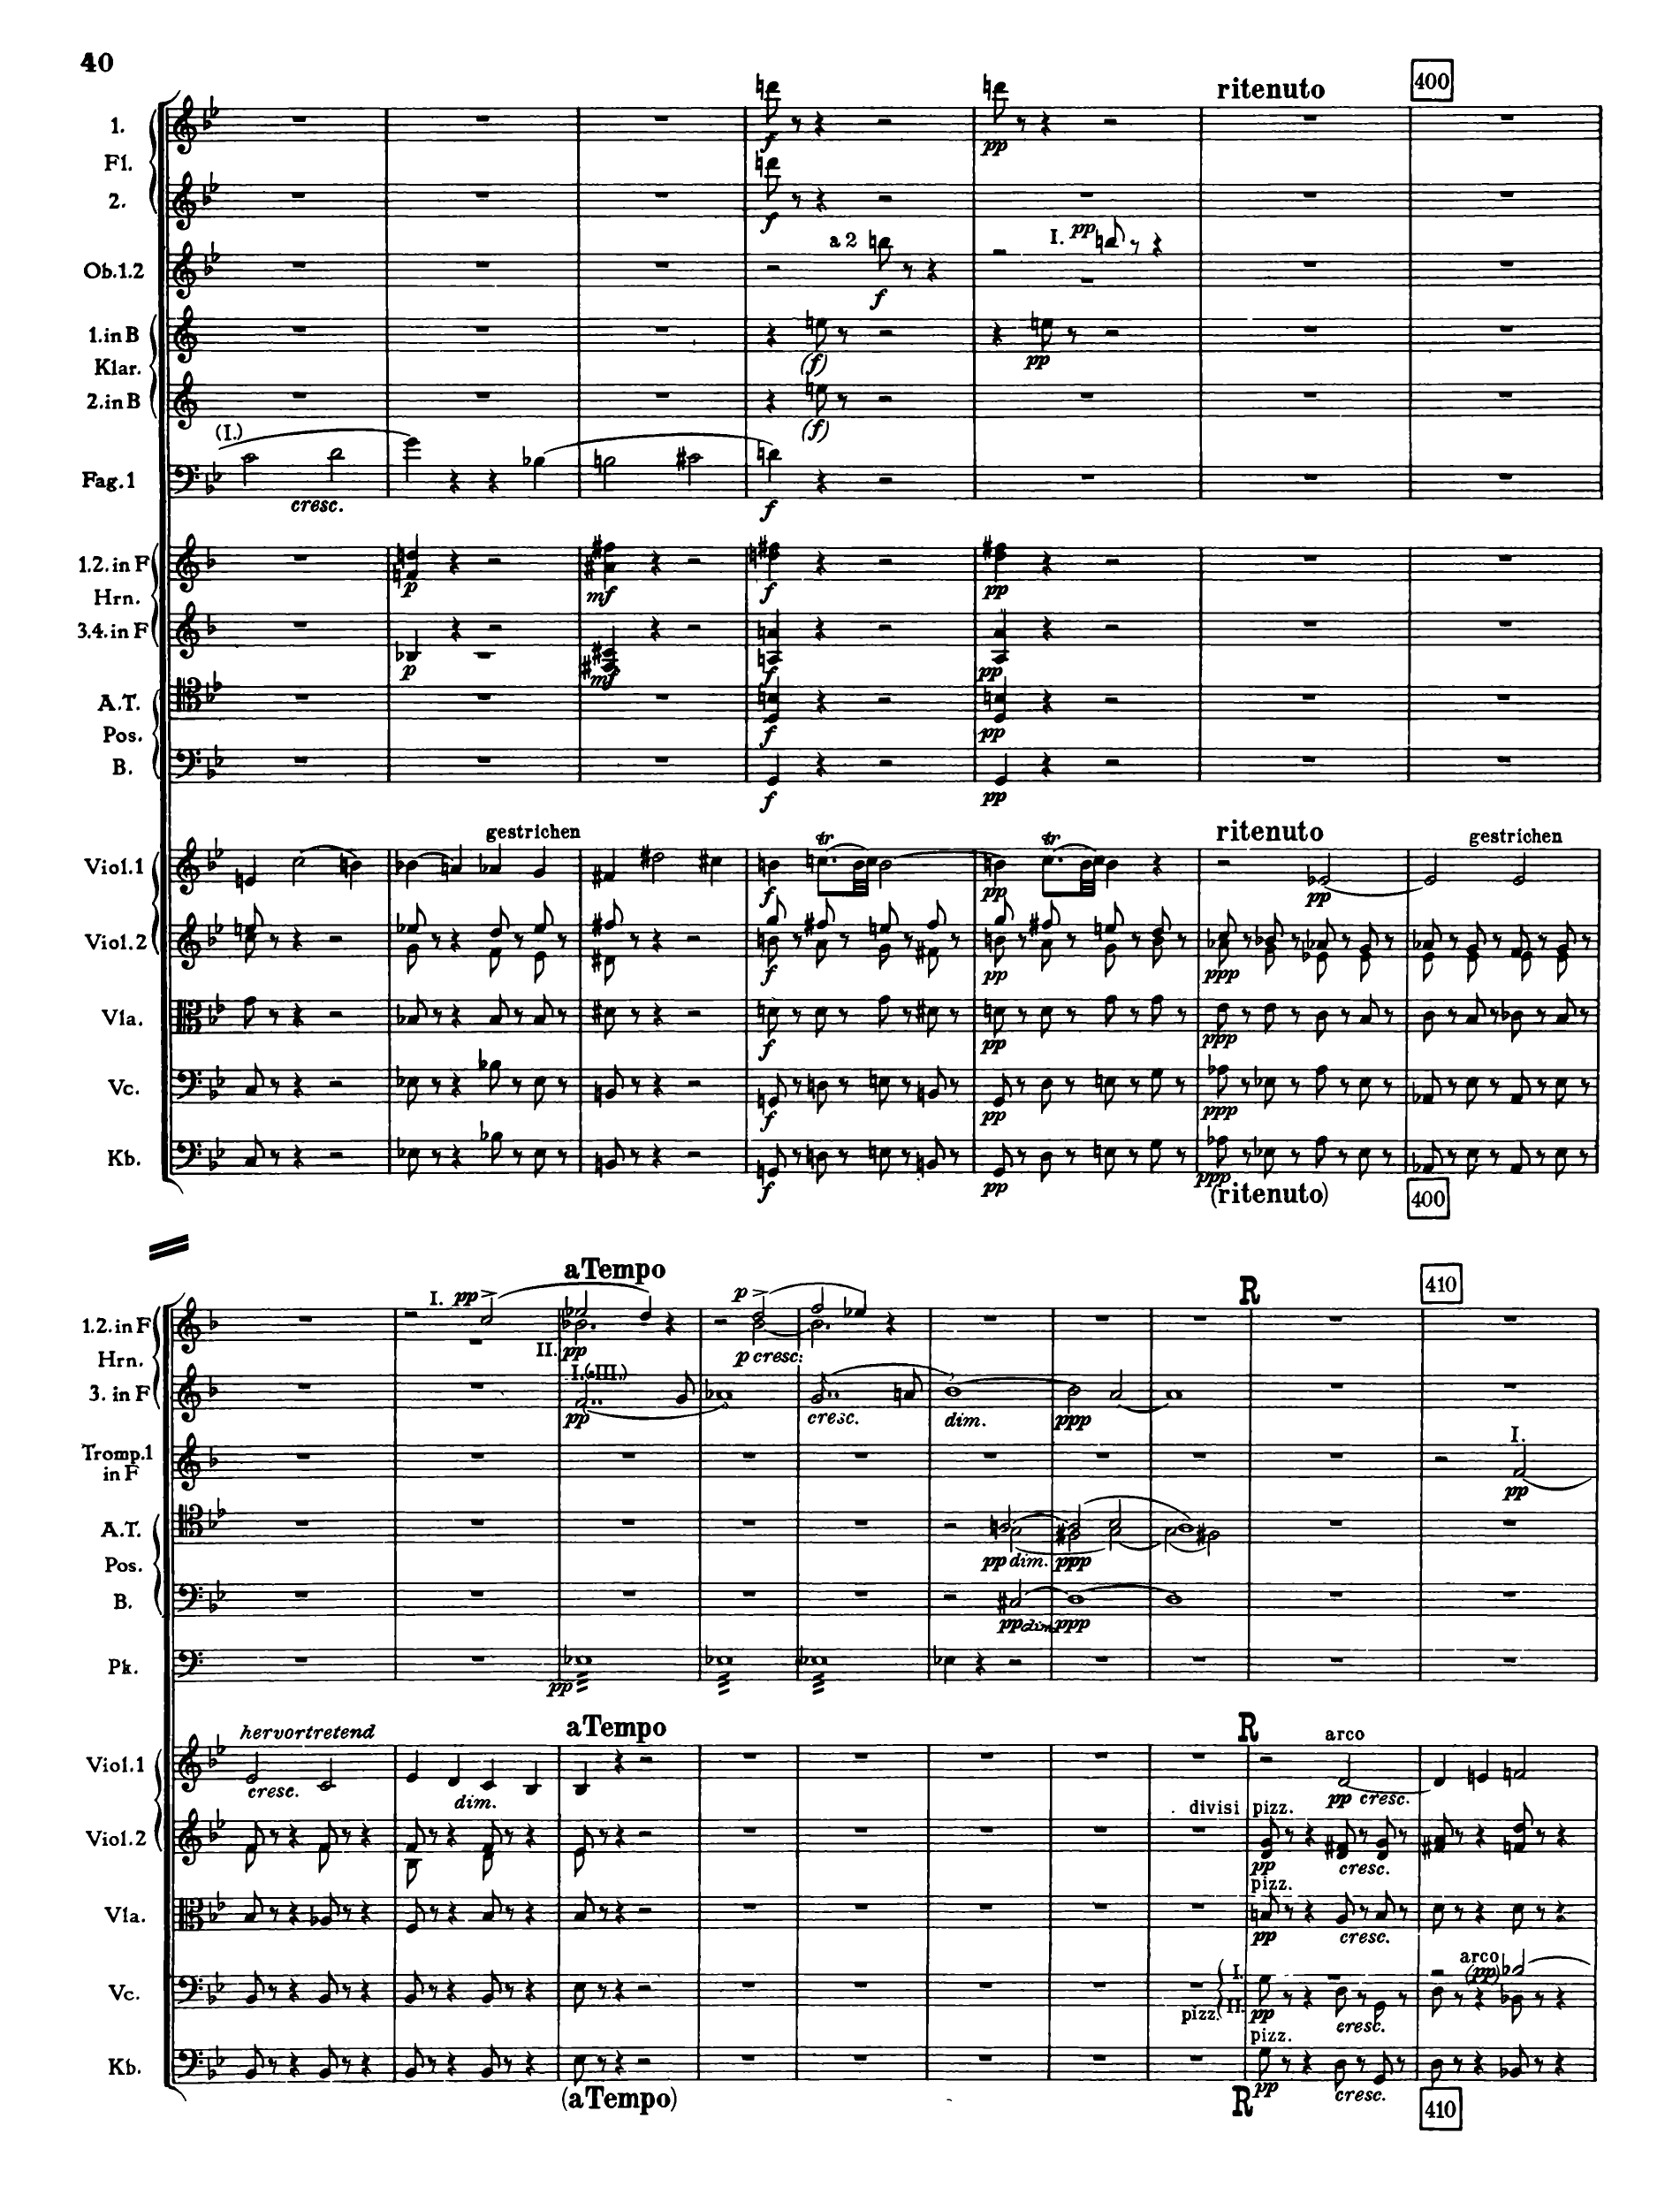 40
ritenuto 400
1.
Fl.
f pp
2.
f
Ob.1.2
a 2 f I. pp
1.in B
(f) pp
Klar.
2.in B
(f)
(I.)
Fag.1
cresc. f
1.2. in F
p mf f pp
Hrn.
3.4. in F
p mf f pp
A.T.
f pp
Pos.
B.
f pp
gestrichen ritenuto gestrichen
Viol.1
tr tr
f pp pp
Viol.2
f pp ppp
Vla.
f pp ppp
Vc.
f pp ppp
Kb.
f pp ppp
(ritenuto) 400
a Tempo R 410
I. pp p
1.2. in F
II. pp p cresc.
Hrn.
I.(a III.)
3. in F
pp cresc. dim. ppp
Tromp.1
in F
I.
pp
A.T.
pp dim. ppp
Pos.
B.
pp dim. ppp
Pk.
pp
hervortretend a Tempo R arco
Viol.1
cresc. dim. pp cresc.
divisi pizz.
Viol.2
pp cresc.
pizz.
Vla.
pp cresc.
arco
I. (pp)
Vc.
pizz. II. pp cresc.
pizz.
Kb.
pp cresc.
(a Tempo) R 410